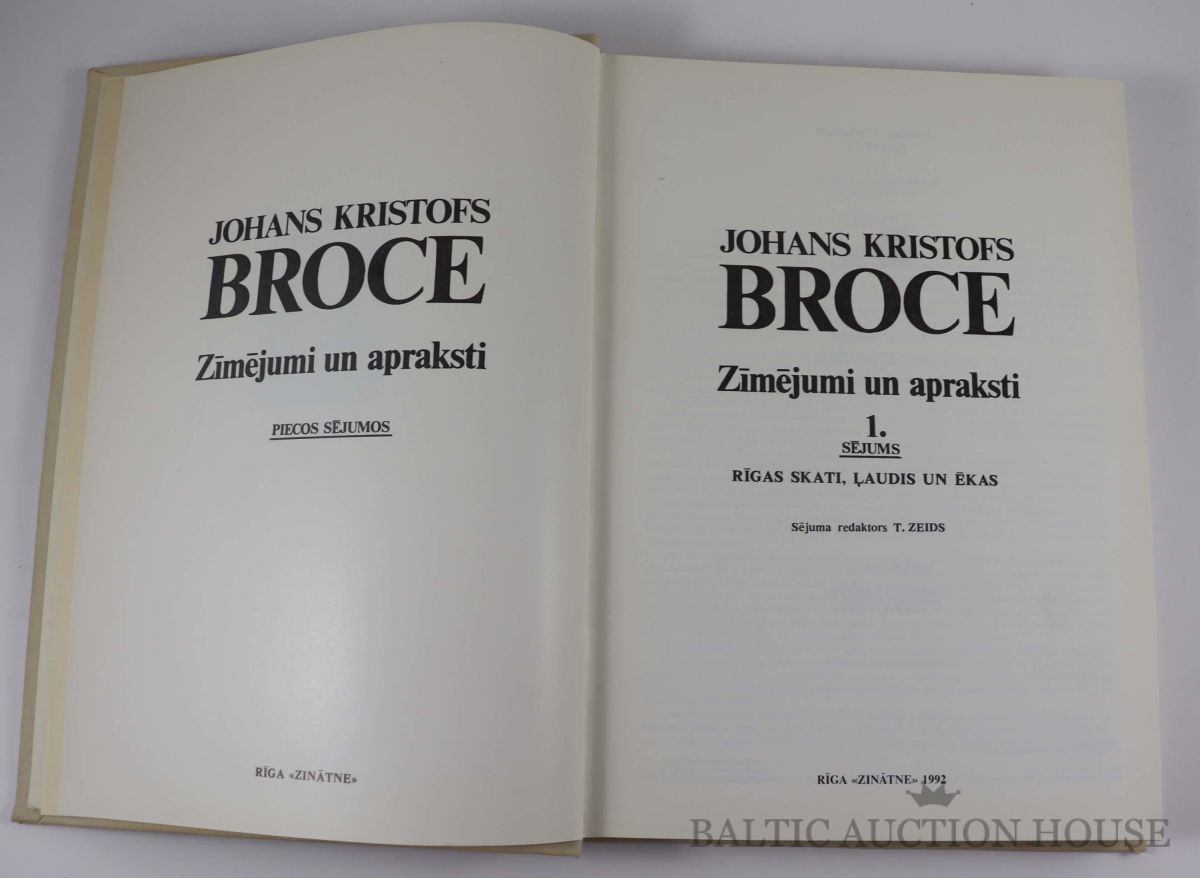 JOHANS KRISTOFS
BROCE
Zīmējumi un apraksti
PIECOS SĒJUMOS
RĪGA «ZINĀTNE»
JOHANS KRISTOFS
BROCE
Zīmējumi un apraksti
1.
SĒJUMS
RĪGAS SKATI, ĻAUDIS UN ĒKAS
Sējuma redaktors T. ZEIDS
RĪGA «ZINĀTNE» 1992
BALTIC AUCTION HOUSE